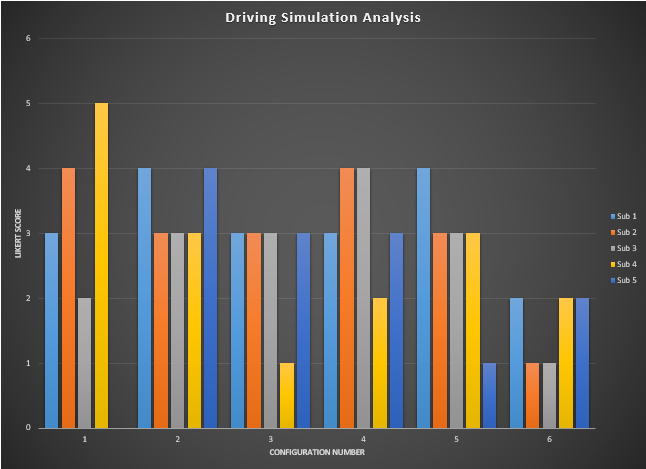 Driving Simulation Analysis
6
5
4
3
2
1
0
LIKERT SCORE
1 2 3 4 5 6
CONFIGURATION NUMBER
Sub 1
Sub 2
Sub 3
Sub 4
Sub 5